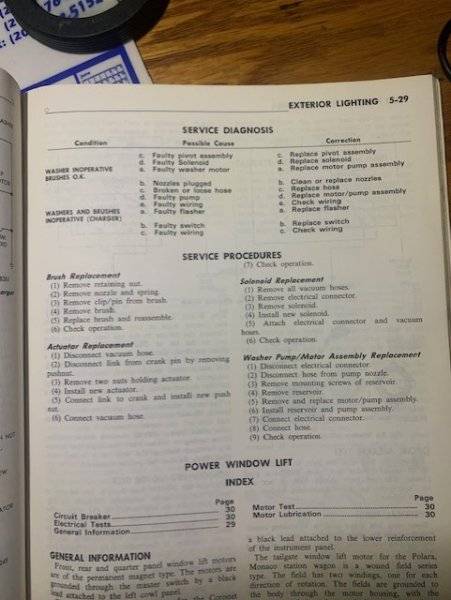 EXTERIOR LIGHTING 5-29
SERVICE DIAGNOSIS
Condition Possible Cause Correction
c. Faulty pivot assembly c. Replace pivot assembly
d. Faulty Solenoid d. Replace solenoid
WASHER INOPERATIVE a. Faulty washer motor a. Replace motor pump assembly
BRUSHES O.K.
b. Nozzles plugged b. Clean or replace nozzles
c. Broken or loose hose c. Replace hose
d. Faulty pump d. Replace motor/pump assembly
a. Faulty wiring a. Check wiring
WASHERS AND BRUSHES a. Faulty flasher a. Replace flasher
INOPERATIVE (CHARGER)
b. Faulty switch b. Replace switch
c. Faulty wiring c. Check wiring
SERVICE PROCEDURES
Brush Replacement
(1) Remove retaining nut.
(2) Remove nozzle and spring.
(3) Remove clip/pin from brush.
(4) Remove brush.
(5) Replace brush and reassemble.
(6) Check operation.
Actuator Replacement
(1) Disconnect vacuum hose.
(2) Disconnect link from crank pin by removing
pushnut.
(3) Remove two nuts holding actuator.
(4) Install new actuator.
(5) Connect link to crank and install new push
nut.
(6) Connect vacuum hose.
(7) Check operation.
Solenoid Replacement
(1) Remove all vacuum hoses.
(2) Remove electrical connector.
(3) Remove solenoid.
(4) Install new solenoid.
(5) Attach electrical connector and vacuum
hoses.
(6) Check operation.
Washer Pump/Motor Assembly Replacement
(1) Disconnect electrical connector.
(2) Disconnect hose from pump nozzle.
(3) Remove mounting screws of reservoir.
(4) Remove reservoir.
(5) Remove and replace motor/pump assembly.
(6) Install reservoir and pump assembly.
(7) Connect electrical connector.
(8) Connect hose.
(9) Check operation.
POWER WINDOW LIFT
INDEX
Page
Circuit Breaker 30
Electrical Tests 30
General Information 29
Page
Motor Test 30
Motor Lubrication 30
GENERAL INFORMATION
Front, rear and quarter panel window lift motors
are of the permanent magnet type. The motors are
grounded through the master switch by a black
lead attached to the left cowl panel.
a black lead attached to the lower reinforcement
of the instrument panel.
The tailgate window lift motor for the Polara,
Monaco station wagon is a wound field series
type. The field has two windings, one for each
direction of rotation. The fields are grounded to
the body through the motor housing, with the